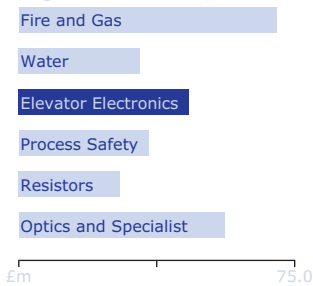 Fire and Gas
Water
Elevator Electronics
Process Safety
Resistors
Optics and Specialist
£m 75.0